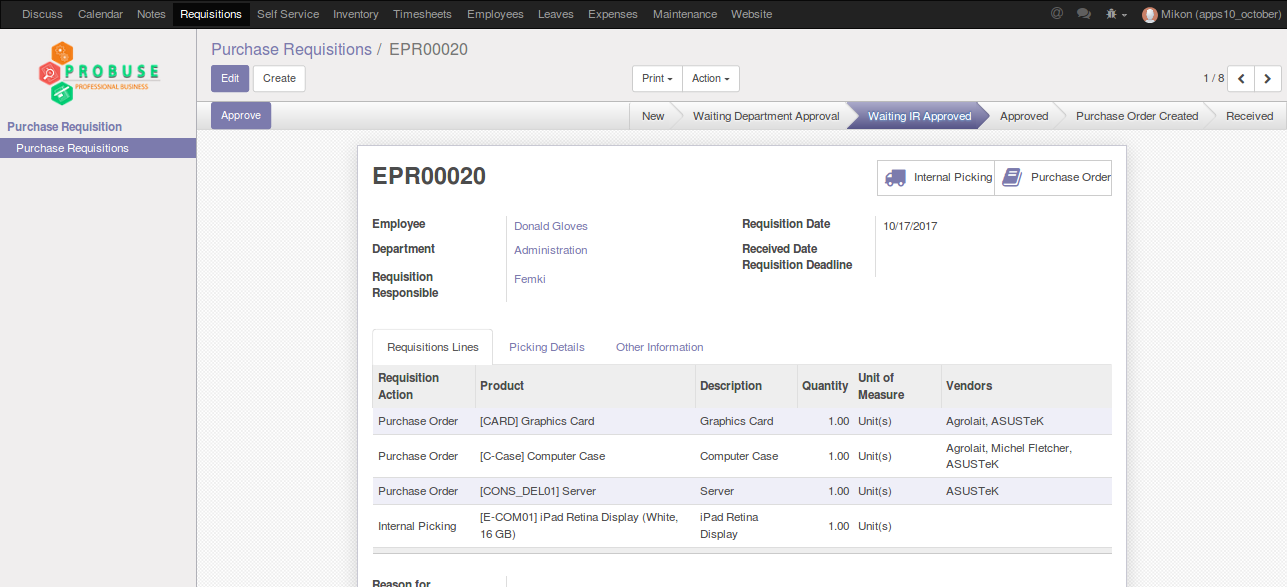 Discuss Calendar Notes Requisitions Self Service Inventory Timesheets Employees Leaves Expenses Maintenance Website @ Mikon (apps10_october)
PROBUSE
PROFESSIONAL BUSINESS
Purchase Requisition
Purchase Requisitions
Purchase Requisitions / EPR00020
Edit Create Print Action 1 / 8
Approve New Waiting Department Approval Waiting IR Approved Approved Purchase Order Created Received
EPR00020
Internal Picking Purchase Order
Employee Donald Gloves Requisition Date 10/17/2017
Department Administration Received Date
Requisition Deadline
Requisition Femki
Responsible
Requisitions Lines Picking Details Other Information
Requisition Product Description Quantity Unit of Vendors
Action Measure
Purchase Order [CARD] Graphics Card Graphics Card 1.00 Unit(s) Agrolait, ASUSTeK
Purchase Order [C-Case] Computer Case Computer Case 1.00 Unit(s) Agrolait, Michel Fletcher,
ASUSTeK
Purchase Order [CONS_DEL01] Server Server 1.00 Unit(s) ASUSTeK
Internal Picking [E-COM01] iPad Retina Display (White, iPad Retina 1.00 Unit(s)
16 GB) Display
Reason for